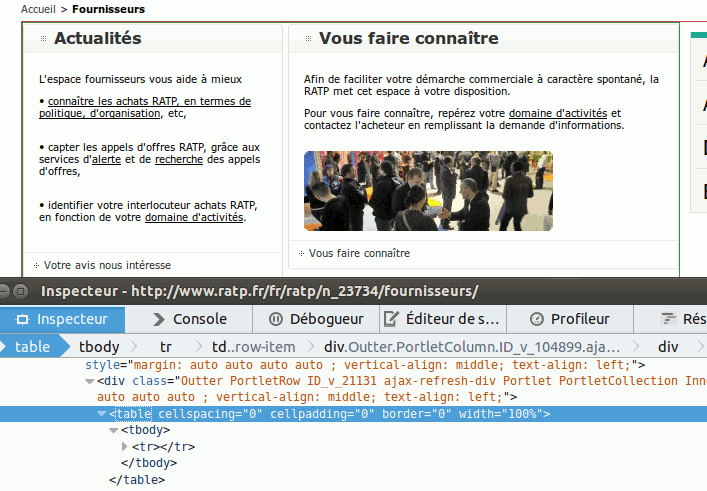 Accueil > Fournisseurs
Actualités
L'espace fournisseurs vous aide à mieux
• connaître les achats RATP, en termes de
politique, d'organisation, etc,
• capter les appels d'offres RATP, grâce aux
services d'alerte et de recherche des appels
d'offres,
• identifier votre interlocuteur achats RATP,
en fonction de votre domaine d'activités.
Votre avis nous intéresse
Vous faire connaître
Afin de faciliter votre démarche commerciale à caractère spontané, la
RATP met cet espace à votre disposition.
Pour vous faire connaître, repérez votre domaine d'activités et
contactez l'acheteur en remplissant la demande d'informations.
Vous faire connaître
Inspecteur - http://www.ratp.fr/fr/ratp/n_23734/fournisseurs/
Inspecteur Console Débogueur Éditeur de s… Profileur Rés
table tbody tr td..row-item div.Outter.PortletColumn.ID_v_104899.aja… div
style="margin: auto auto auto auto ; vertical-align: middle; text-align: left;">
<div class="Outter PortletRow ID_v_21131 ajax-refresh-div Portlet PortletCollection Inn
auto auto auto ; vertical-align: middle; text-align: left;">
<table cellspacing="0" cellpadding="0" border="0" width="100%">
<tbody>
<tr></tr>
</tbody>
</table>